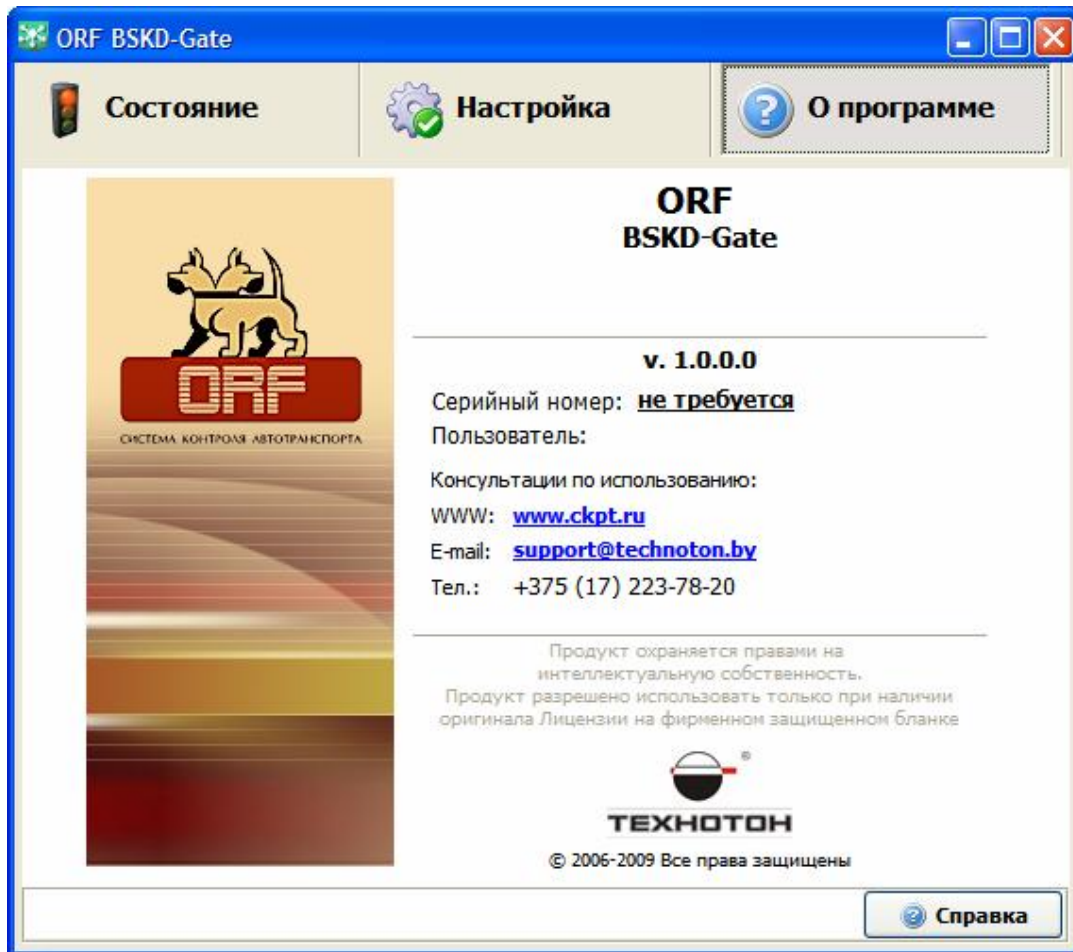 ORF BSKD-Gate
Состояние
Настройка
О программе
ORF
BSKD-Gate
v. 1.0.0.0
Серийный номер: не требуется
Пользователь:
Консультации по использованию:
WWW: www.ckpt.ru
E-mail: support@technoton.by
Тел.: +375 (17) 223-78-20
Продукт охраняется правами на
интеллектуальную собственность.
Продукт разрешено использовать только при наличии
оригинала Лицензии на фирменном защищенном бланке
®
ТЕХНОТОН
© 2006-2009 Все права защищены
ORF
СИСТЕМА КОНТРОЛЯ АВТОТРАНСПОРТА
Справка